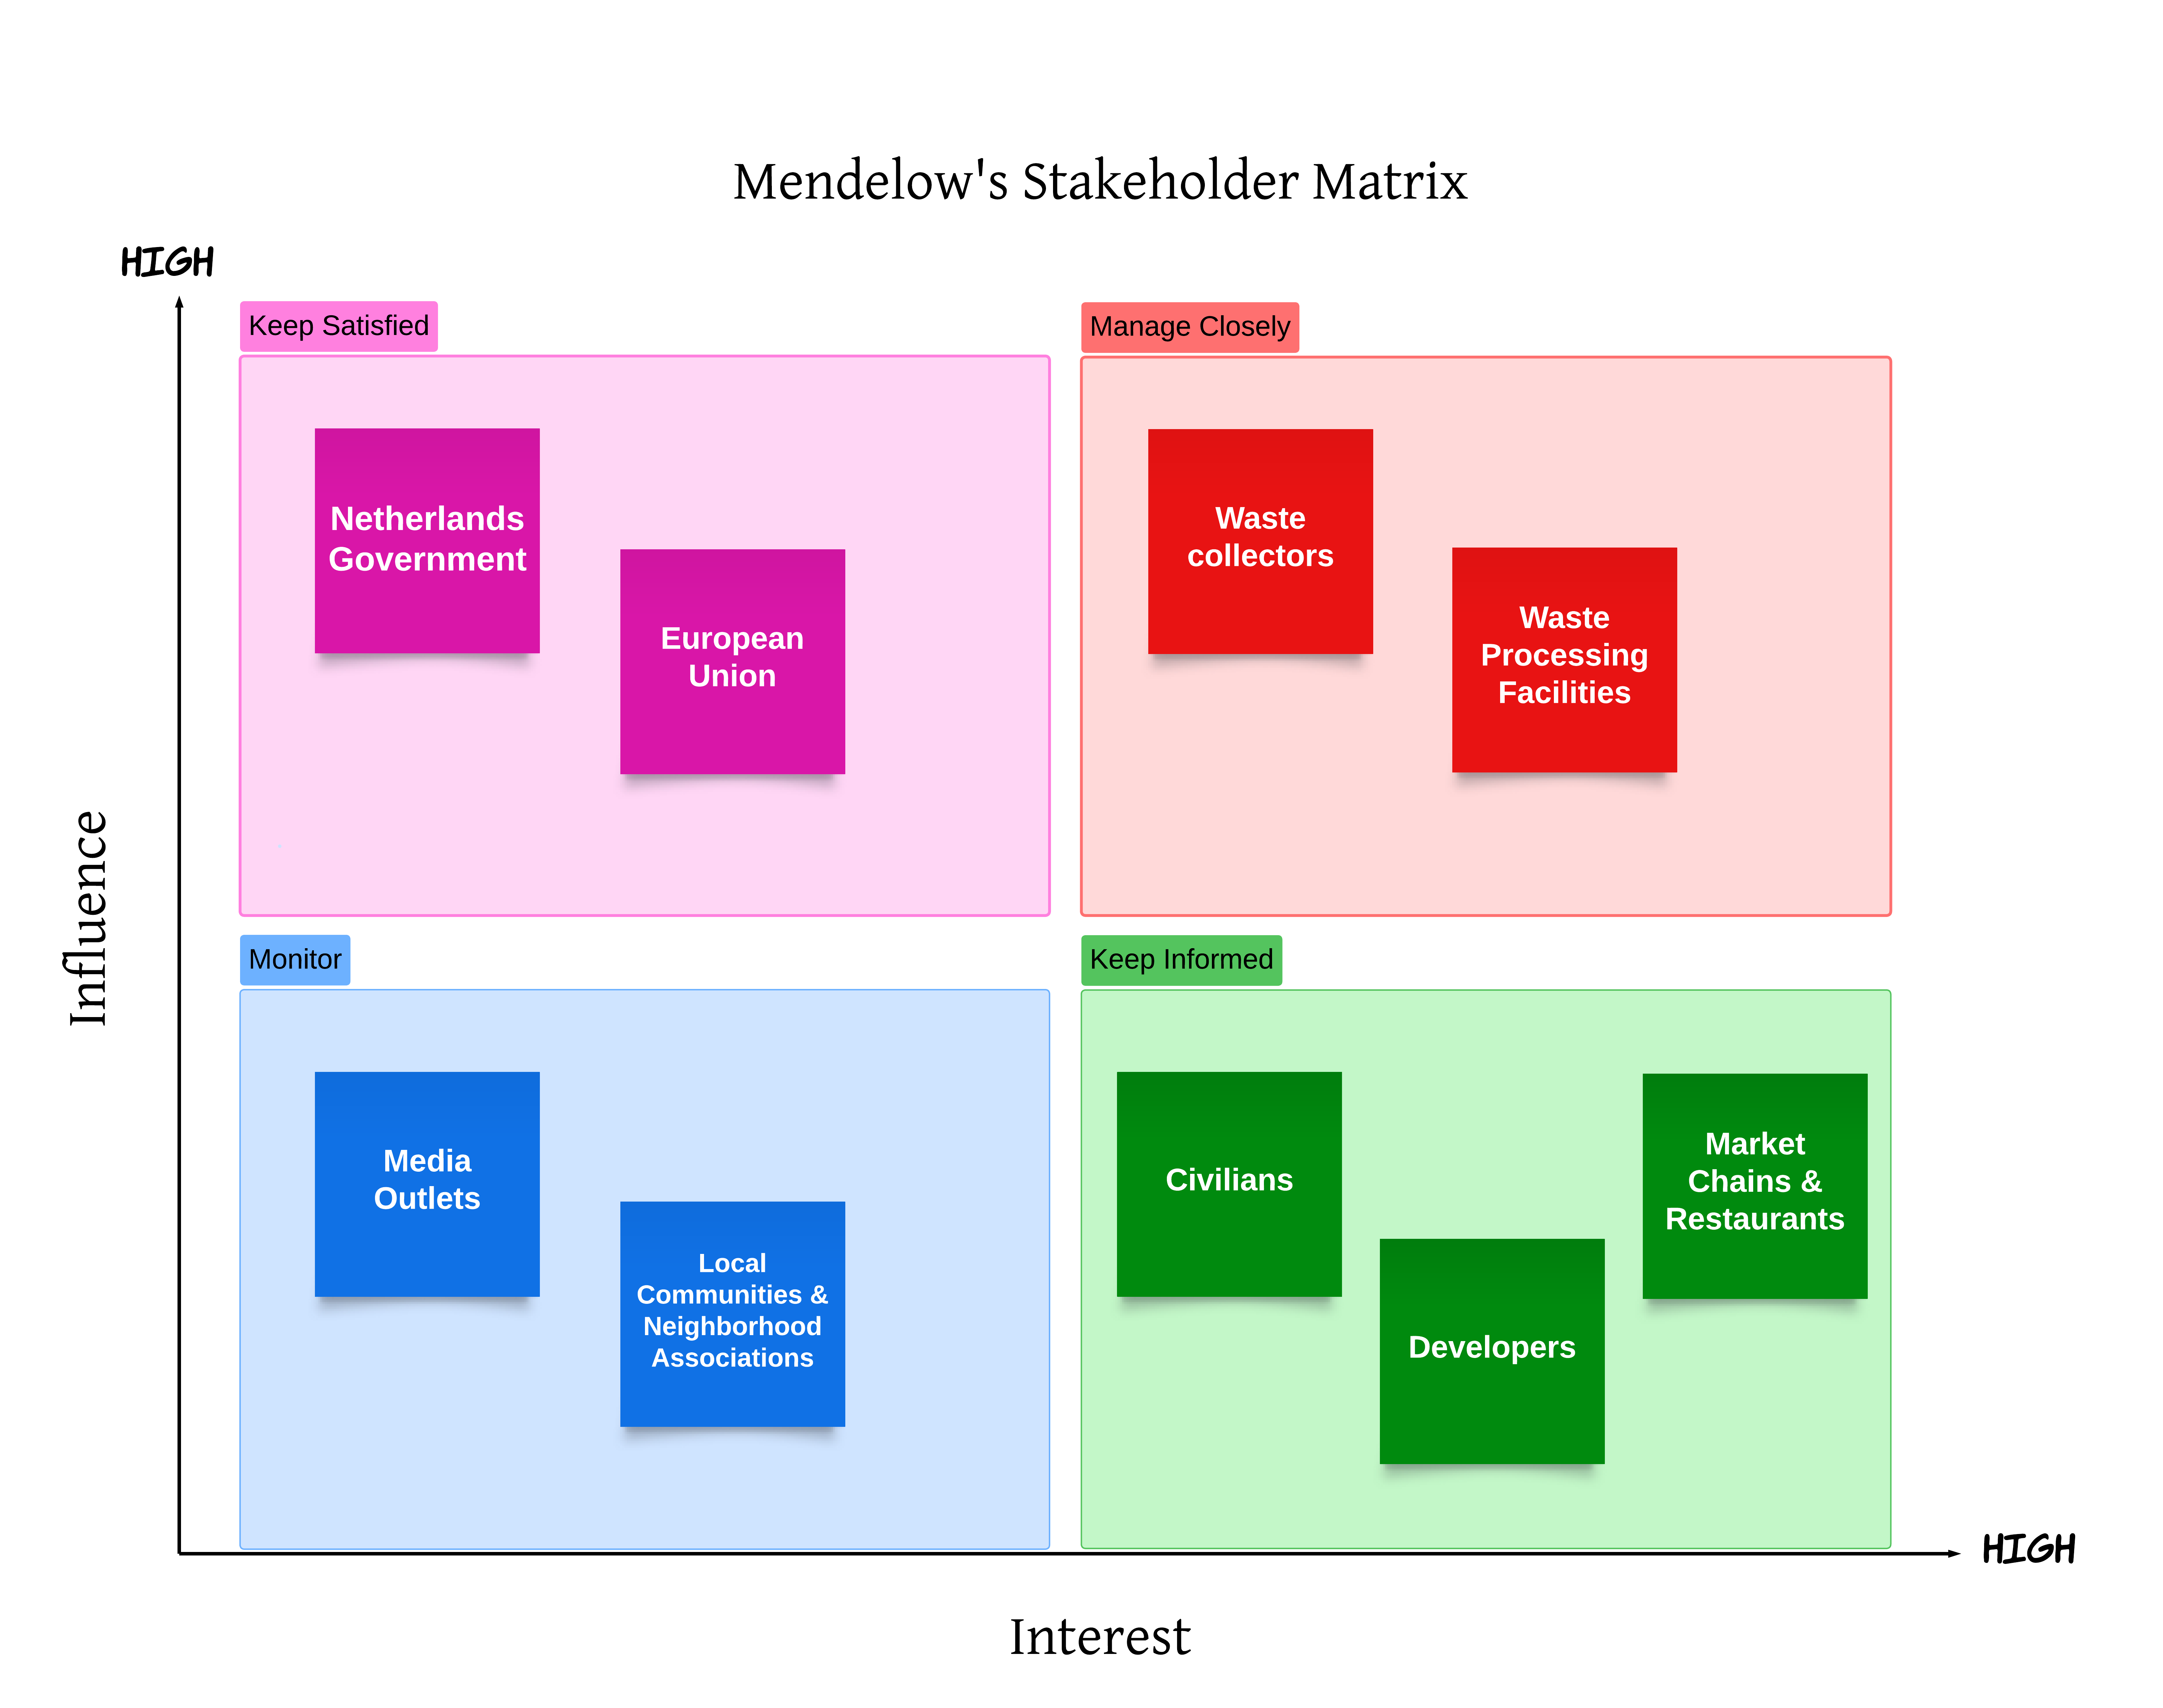 Mendelow's Stakeholder Matrix
HIGH
Keep Satisfied
Manage Closely
Netherlands
Government
European
Union
Waste
collectors
Waste
Processing
Facilities
Influence
Monitor
Keep Informed
Media
Outlets
Local
Communities &
Neighborhood
Associations
Civilians
Developers
Market
Chains &
Restaurants
HIGH
Interest